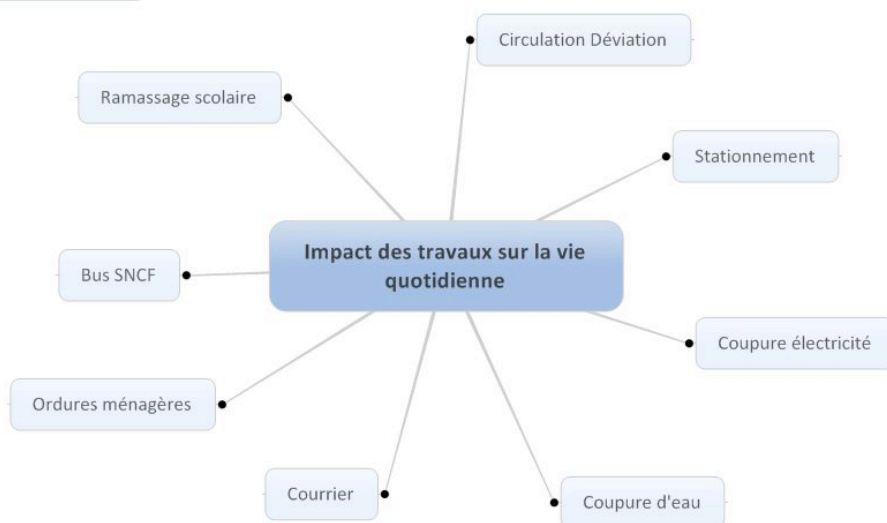 Circulation Déviation
Ramassage scolaire
Stationnement
Impact des travaux sur la vie
quotidienne
Bus SNCF
Coupure électricité
Ordures ménagères
Courrier
Coupure d'eau